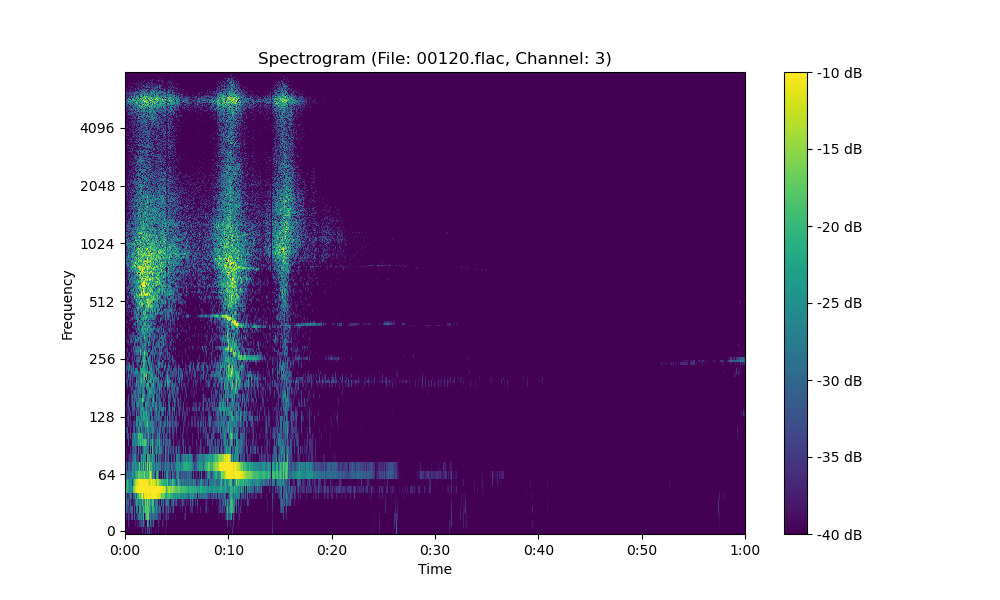 Spectrogram (File: 00120.flac, Channel: 3)
Frequency
4096
2048
1024
512
256
128
64
0
0:00 0:10 0:20 0:30 0:40 0:50 1:00
Time
-10 dB
-15 dB
-20 dB
-25 dB
-30 dB
-35 dB
-40 dB